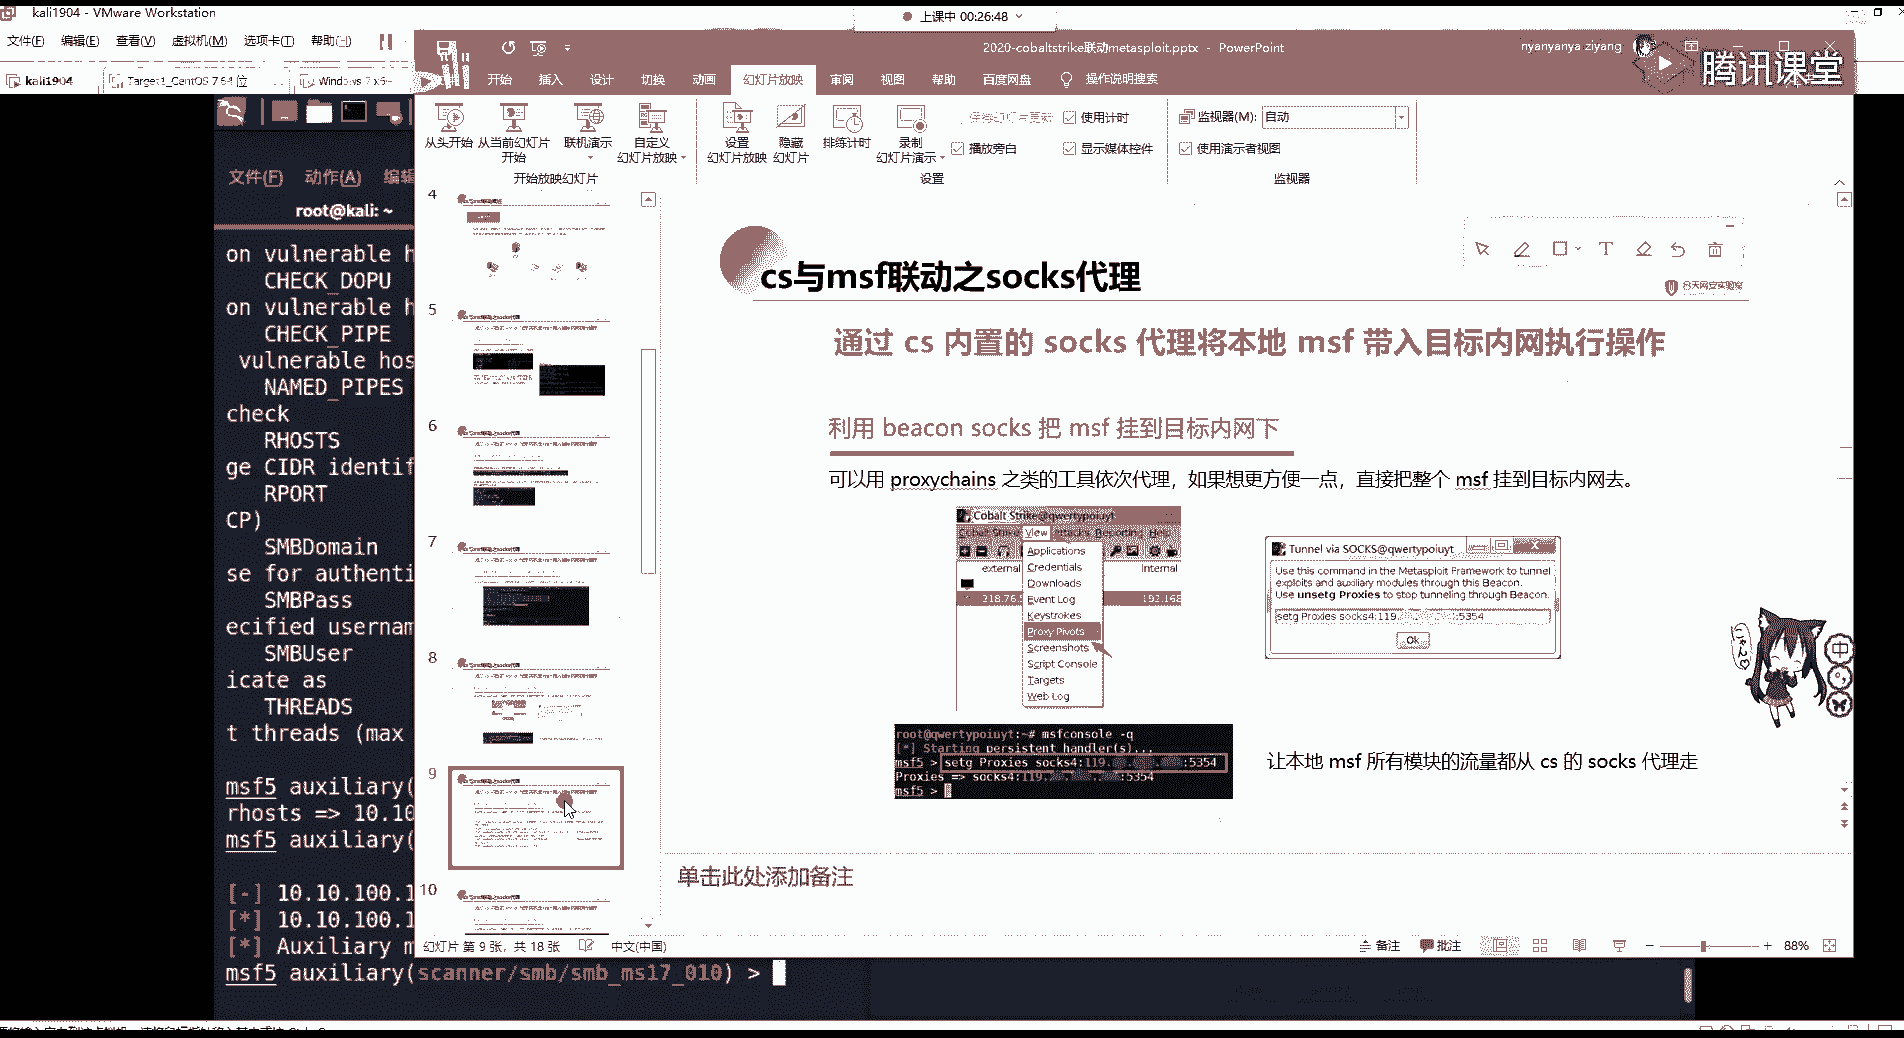 kali1904 - VMware Workstation
上课中 00:26:48
文件(F) 编辑(E) 查看(V) 虚拟机(M) 选项卡(T) 帮助(H)
2020-cobaltstrike联动metasploit.pptx - PowerPoint
nyanyanya ziyang
腾讯课堂
kali1904
Target1_CentOS 7 64 位
Windows 7 x6
开始 插入 设计 切换 动画 幻灯片放映 审阅 视图 帮助 百度网盘 操作说明搜索
从头开始 从当前幻灯片开始 联机演示 自定义幻灯片放映
开始放映幻灯片
设置幻灯片放映 隐藏幻灯片 排练计时 录制幻灯片演示
使用计时
播放旁白 显示媒体控件
设置
监视器(M): 自动
使用演示者视图
监视器
文件(F) 动作(A) 编辑
root@kali: ~
on vulnerable h
CHECK_DOPU
on vulnerable h
CHECK_PIPE
vulnerable hos
NAMED_PIPES
check
RHOSTS
ge CIDR identif
RPORT
CP)
SMBDomain
se for authenti
SMBPass
ecified usernam
SMBUser
icate as
THREADS
t threads (max
msf5 auxiliary(
rhosts => 10.10
msf5 auxiliary(
[-] 10.10.100.1
[*] 10.10.100.1
[*] Auxiliary m
msf5 auxiliary(scanner/smb/smb_ms17_010) >
4
5
6
7
8
9
10
cs与msf联动之socks代理
通过 cs 内置的 socks 代理将本地 msf 带入目标内网执行操作
利用 beacon socks 把 msf 挂到目标内网下
可以用 proxychains 之类的工具依次代理，如果想更方便一点，直接把整个 msf 挂到目标内网去。
Cobalt Strike@qwertypoiuyt
View Attacks Reporting Help
Applications
Credentials
Downloads
Event Log
Keystrokes
Proxy Pivots
Screenshots
Script Console
Targets
Web Log
external
internal
218.76.
192.168
Tunnel via SOCKS@qwertypoiuyt
Use this command in the Metasploit Framework to tunnel
exploits and auxiliary modules through this Beacon.
Use unsetg Proxies to stop tunneling through Beacon.
setg Proxies socks4:119. :5354
Ok
root@qwertypoiuyt:~# msfconsole -q
[*] Starting persistent handler(s)...
msf5 > setg Proxies socks4:119. :5354
Proxies => socks4:119. :5354
msf5 >
让本地 msf 所有模块的流量都从 cs 的 socks 代理走
中
单击此处添加备注
幻灯片 第 9 张，共 18 张 中文(中国)
备注 批注
88%